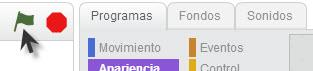 Programas Fondos Sonidos
Movimiento Eventos
Apariencia Control